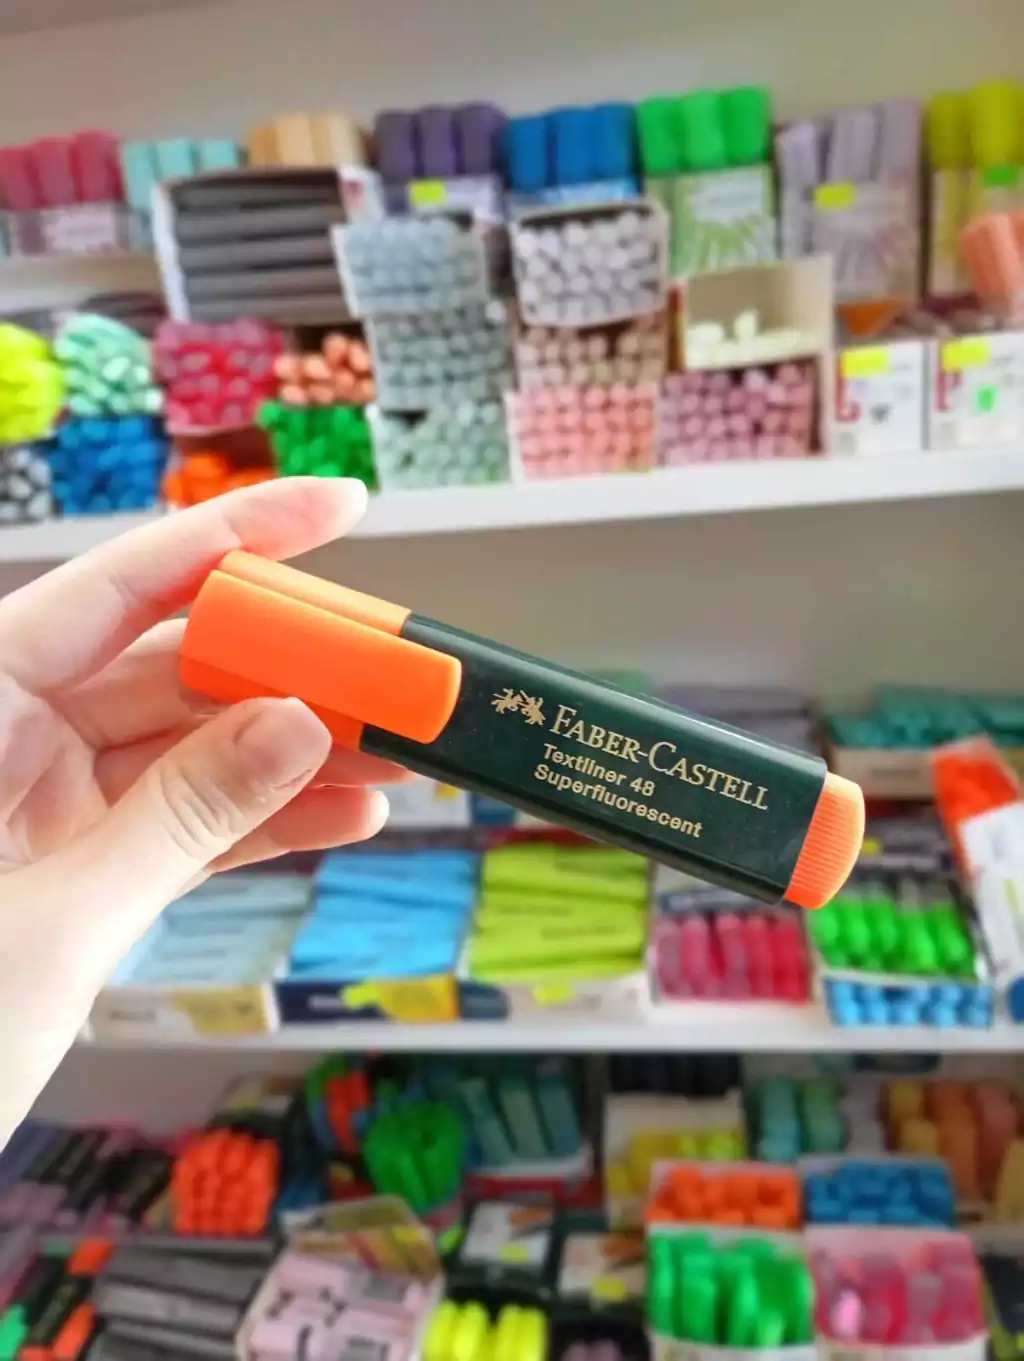 FABER-CASTELL
Textliner 48
Superfluorescent